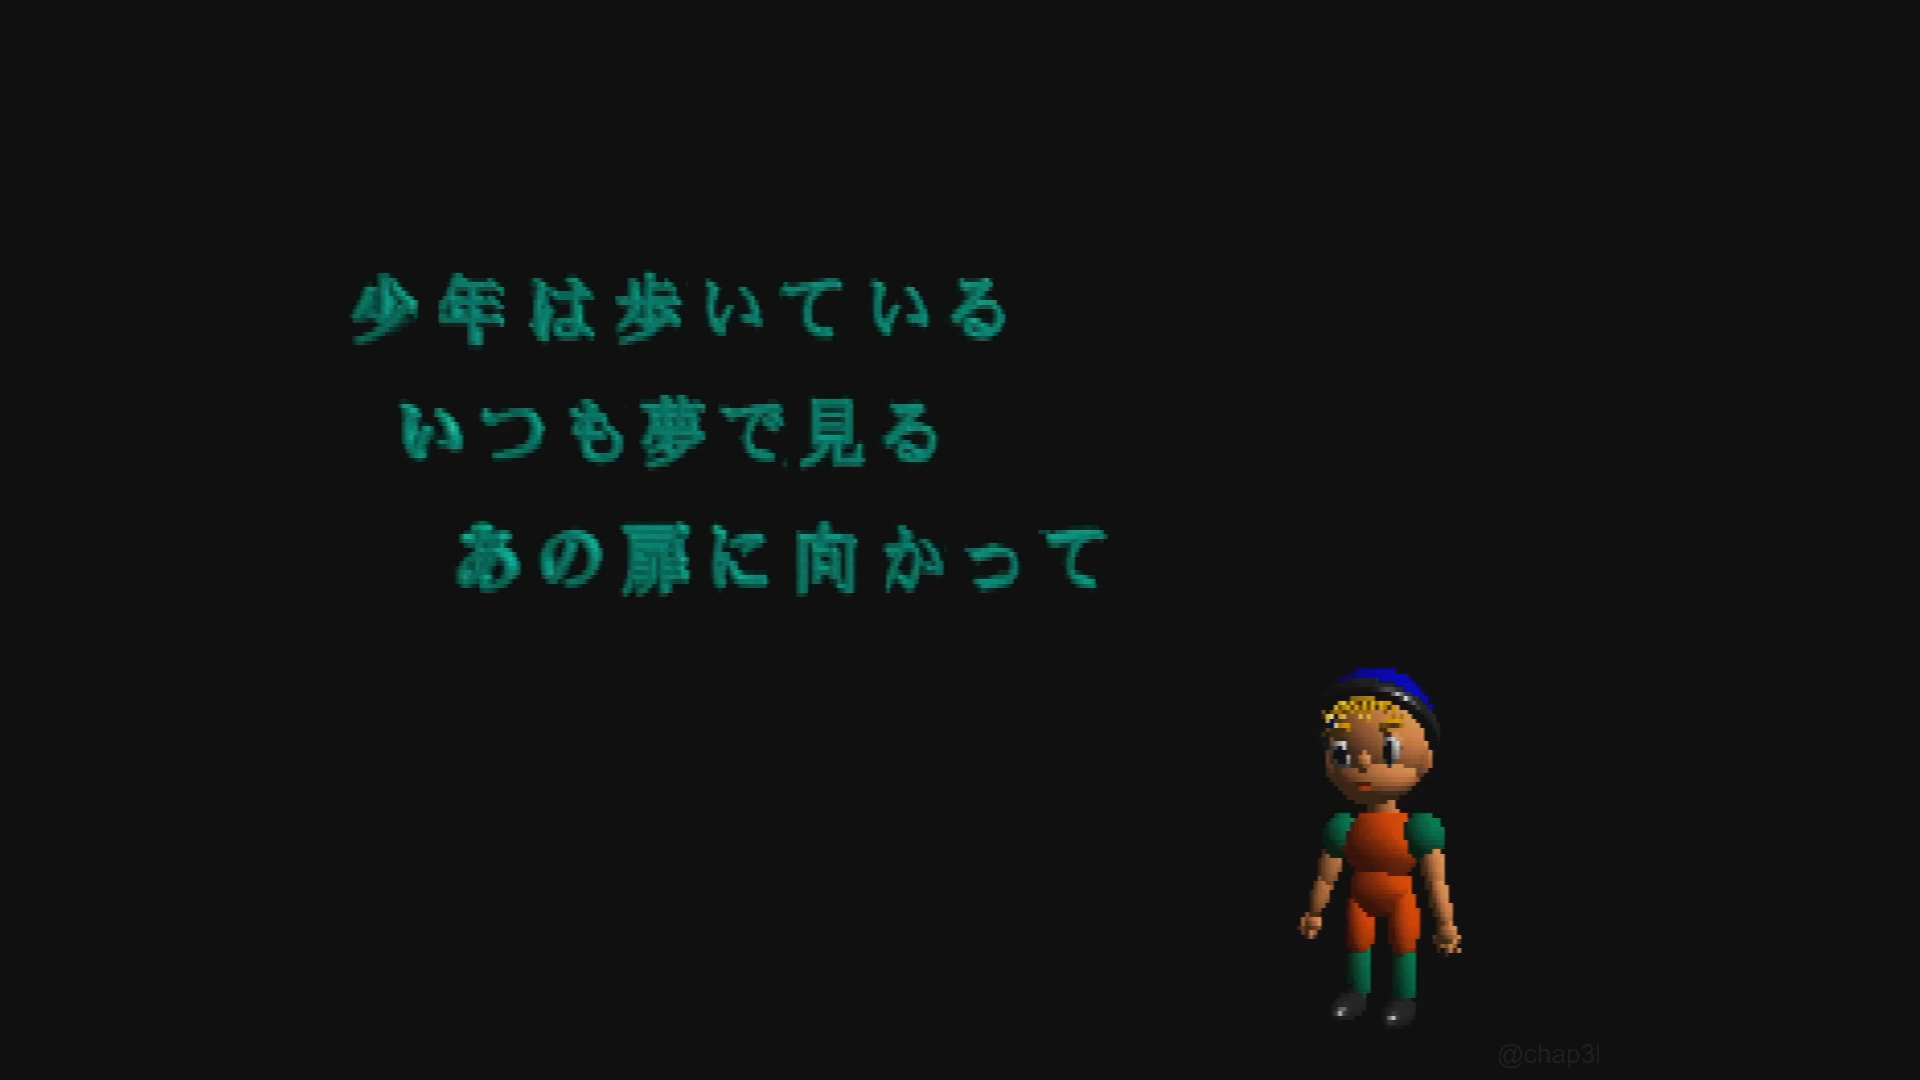 少年は歩いている
いつも夢で見る
あの扉に向かって
@chap3l